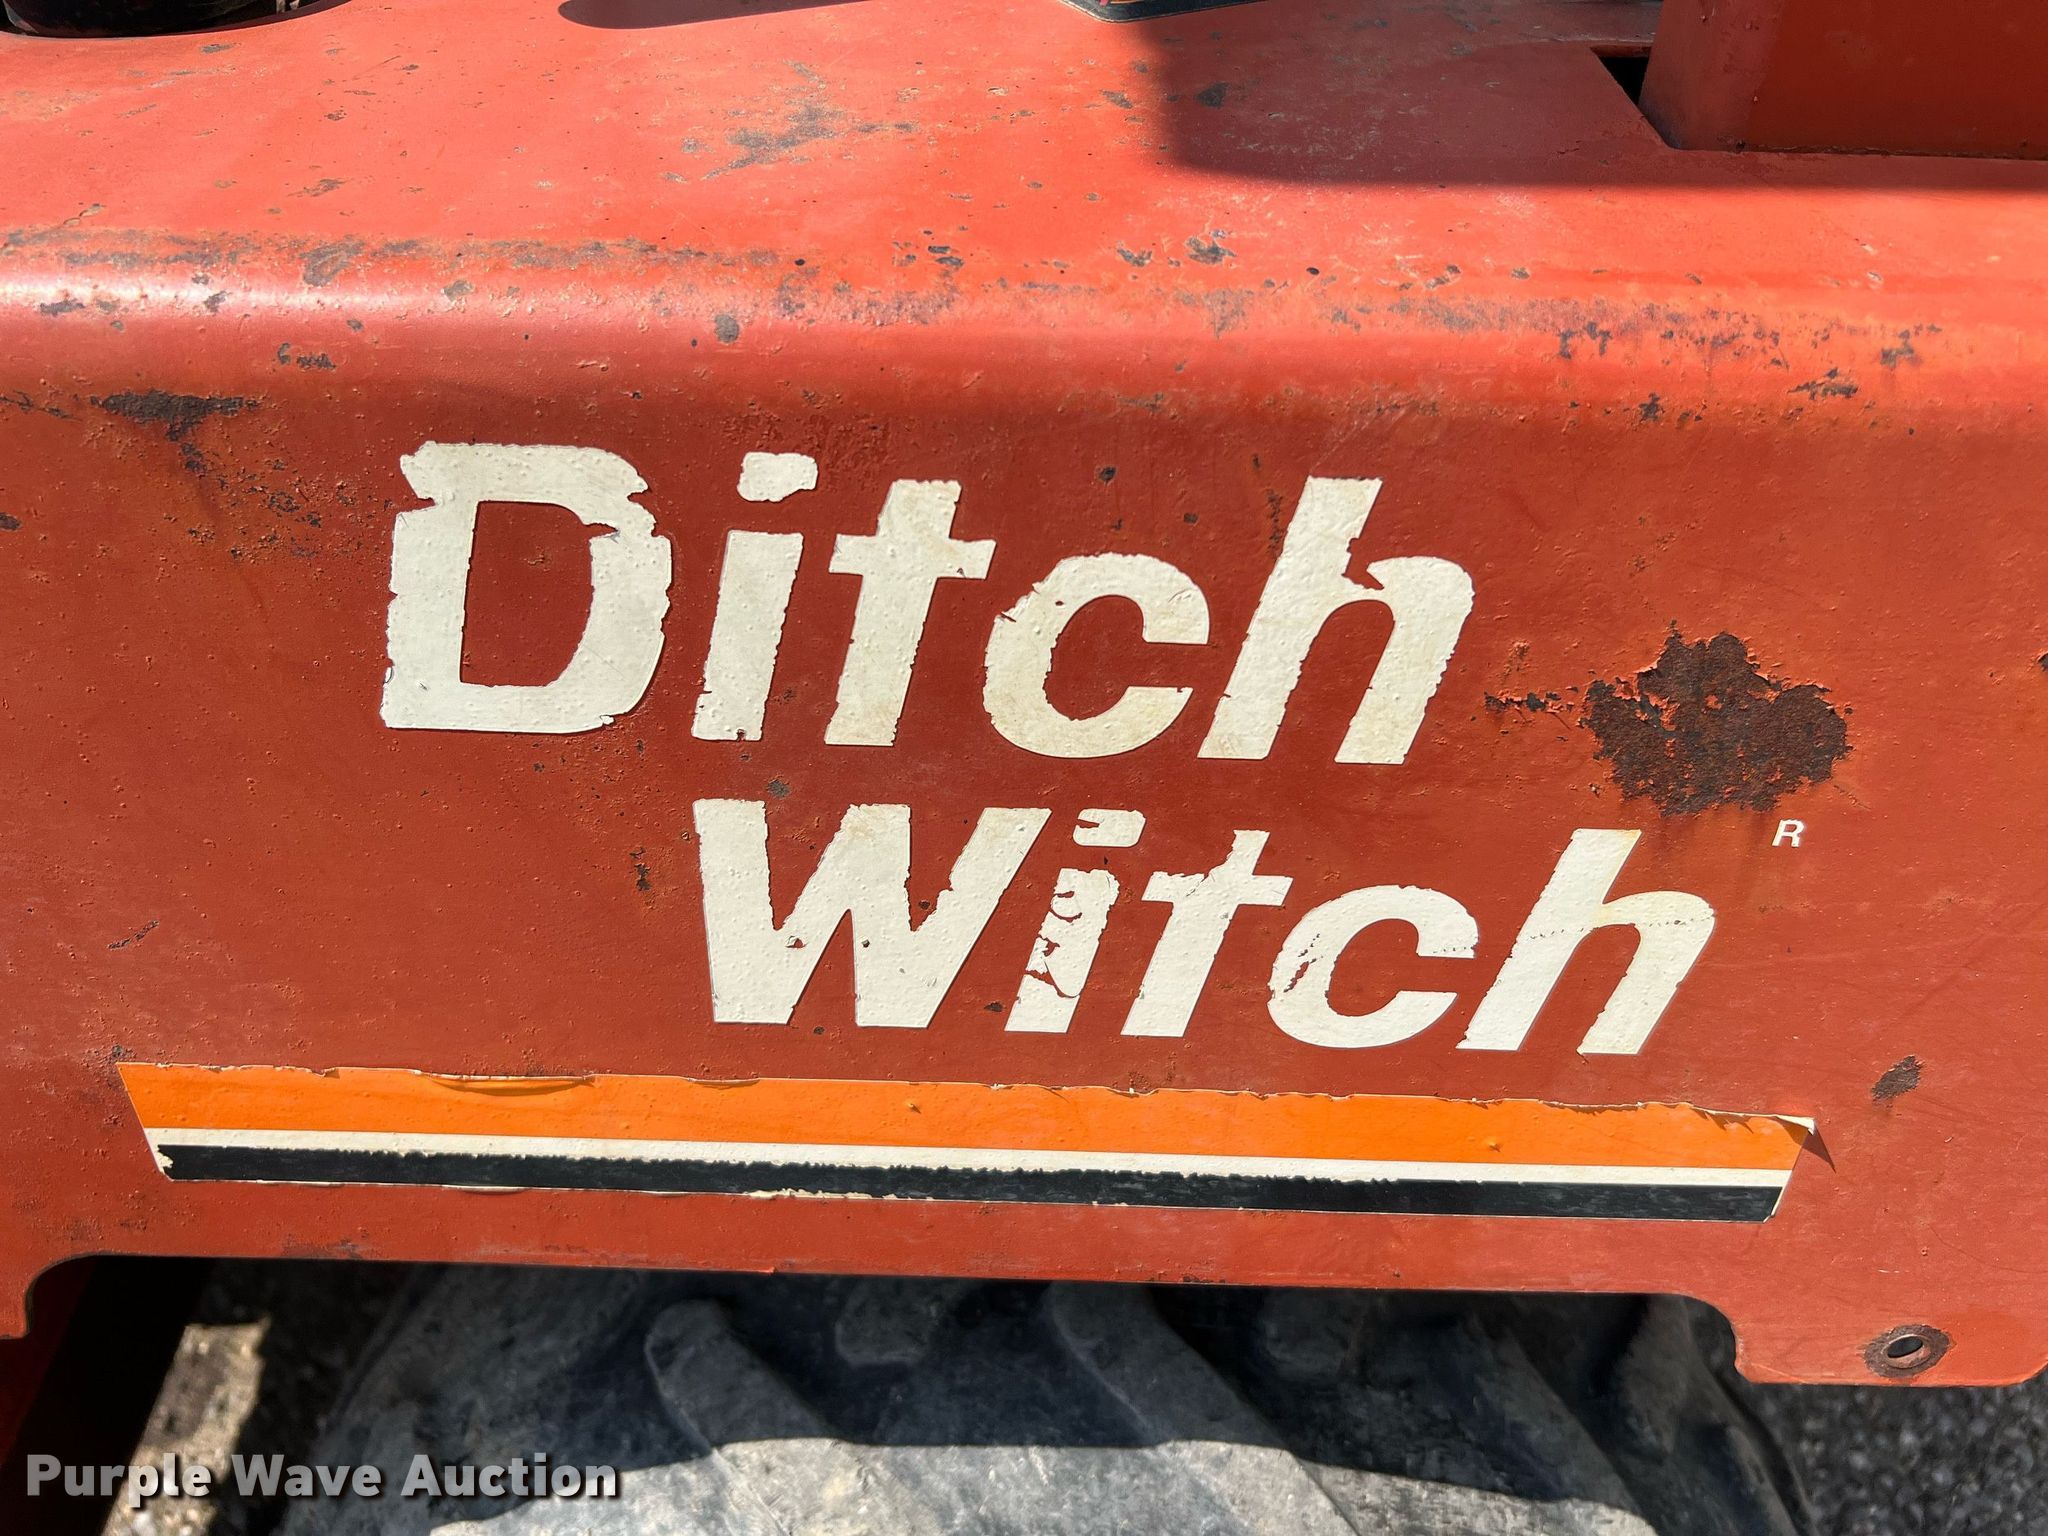 Ditch
Witch
R
Purple Wave Auction